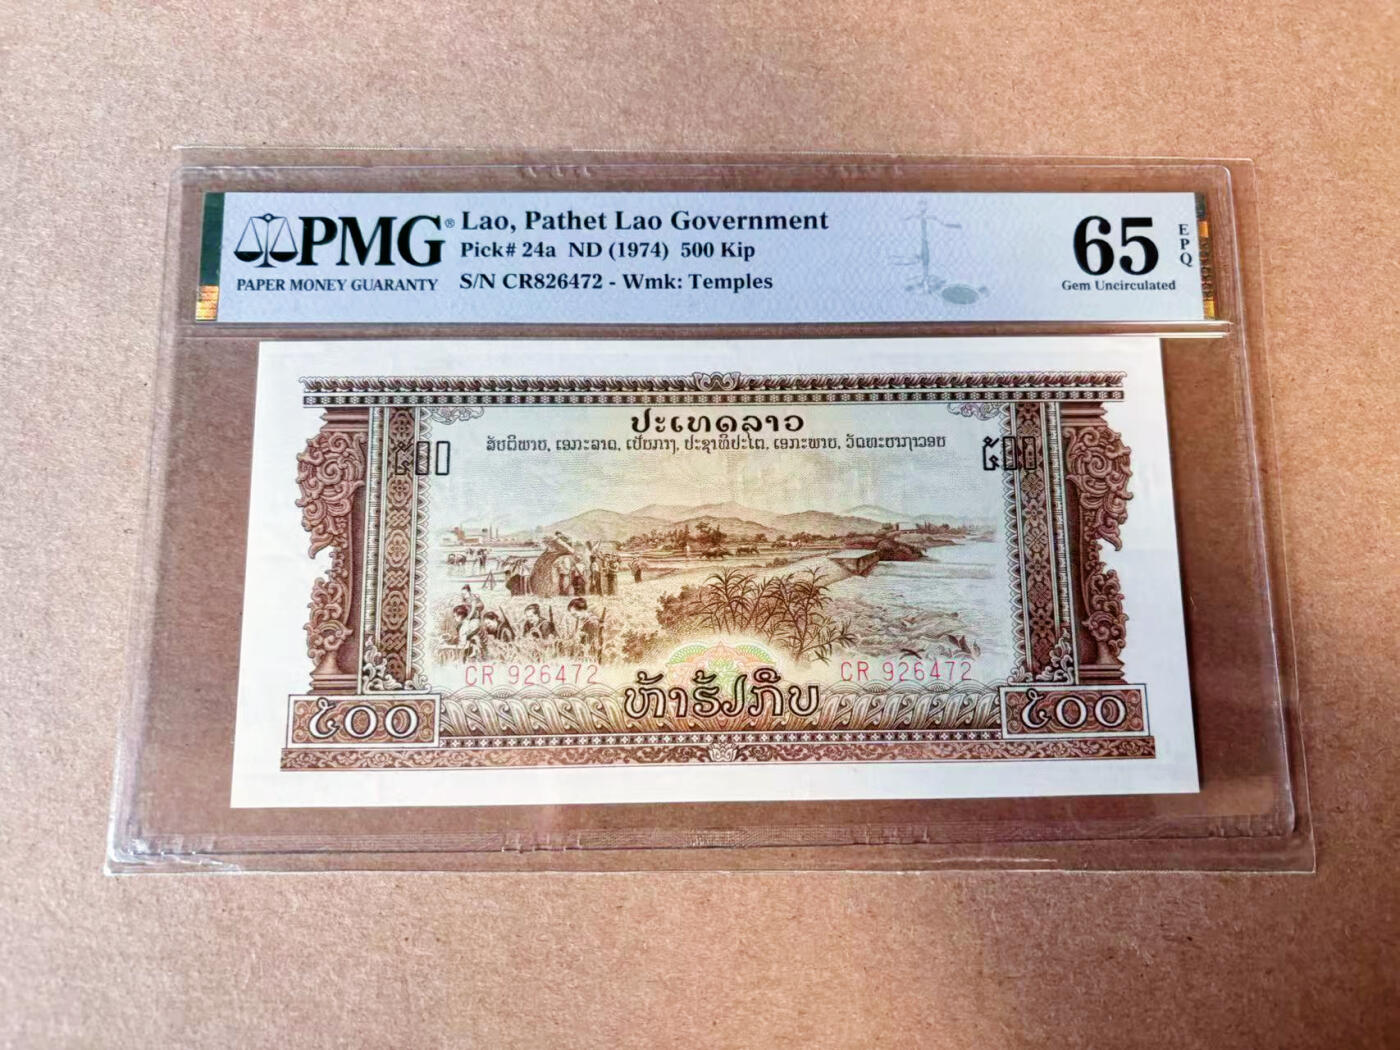 PMG®
PAPER MONEY GUARANTY
Lao, Pathet Lao Government
Pick# 24a ND (1974) 500 Kip
S/N CR826472 - Wmk: Temples
65
EPQ
Gem Uncirculated
ປະເທດລາວ
ສັນຕິພາບ, ເອກະລາດ, ເປັນກາງ, ປະຊາທິປະໄຕ, ເອກະພາບ, ວັດທະນາຖາວອນ
໕໐໐ ໕໐໐
CR 926472 CR 926472
ຫ້າຮ້ອຍກີບ
໕໐໐ ໕໐໐